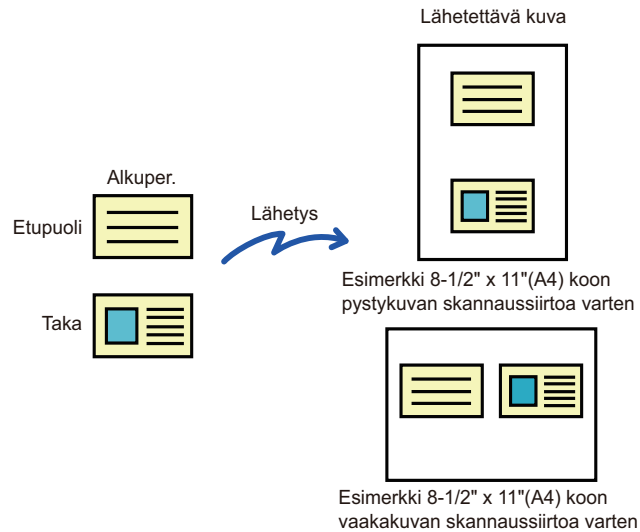 Lähetettävä kuva
Alkuper.
Etupuoli
Lähetys
Taka
Esimerkki 8-1/2" x 11"(A4) koon
pystykuvan skannaussiirtoa varten
Esimerkki 8-1/2" x 11"(A4) koon
vaakakuvan skannaussiirtoa varten